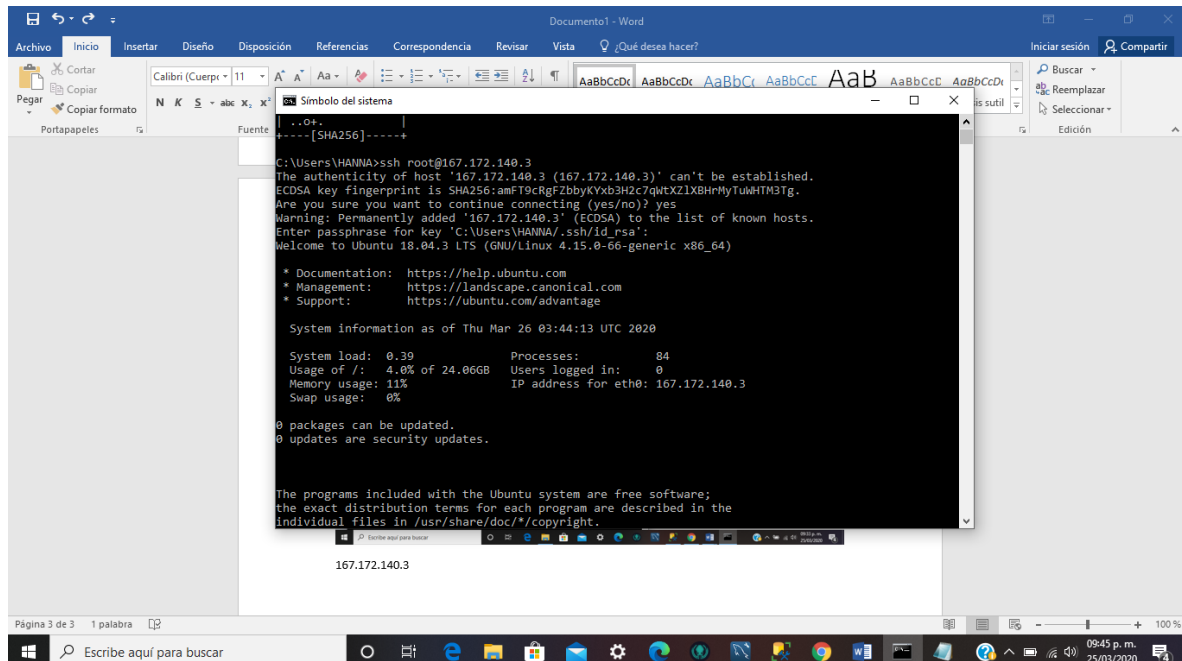 Documento1 - Word
Archivo Inicio Insertar Diseño Disposición Referencias Correspondencia Revisar Vista ¿Qué desea hacer? Iniciar sesión Compartir
Pegar
Cortar
Copiar
Copiar formato
Portapapeles
Calibri (Cuerpo 11
N K S abc x₂ x²
Fuente
AaBbCcDc AaBbCcDc AaBbCc AaBbCcE AaB AaBbCcD AaBbCcDc
is sutil
Buscar
Reemplazar
Seleccionar
Edición
Símbolo del sistema
| ..o+. |
+----[SHA256]-----+
C:\Users\HANNA>ssh root@167.172.140.3
The authenticity of host '167.172.140.3 (167.172.140.3)' can't be established.
ECDSA key fingerprint is SHA256:amFT9cRgFZbbyKYxb3H2c7qWtXZlXBHrMyTuWHTM3Tg.
Are you sure you want to continue connecting (yes/no)? yes
Warning: Permanently added '167.172.140.3' (ECDSA) to the list of known hosts.
Enter passphrase for key 'C:\Users\HANNA/.ssh/id_rsa':
Welcome to Ubuntu 18.04.3 LTS (GNU/Linux 4.15.0-66-generic x86_64)
* Documentation: https://help.ubuntu.com
* Management: https://landscape.canonical.com
* Support: https://ubuntu.com/advantage
System information as of Thu Mar 26 03:44:13 UTC 2020
System load: 0.39 Processes: 84
Usage of /: 4.0% of 24.06GB Users logged in: 0
Memory usage: 11% IP address for eth0: 167.172.140.3
Swap usage: 0%
0 packages can be updated.
0 updates are security updates.
The programs included with the Ubuntu system are free software;
the exact distribution terms for each program are described in the
individual files in /usr/share/doc/*/copyright.
Escribe aquí para buscar
167.172.140.3
Página 3 de 3 1 palabra 100 %
Escribe aquí para buscar
09:45 p. m.
25/03/2020